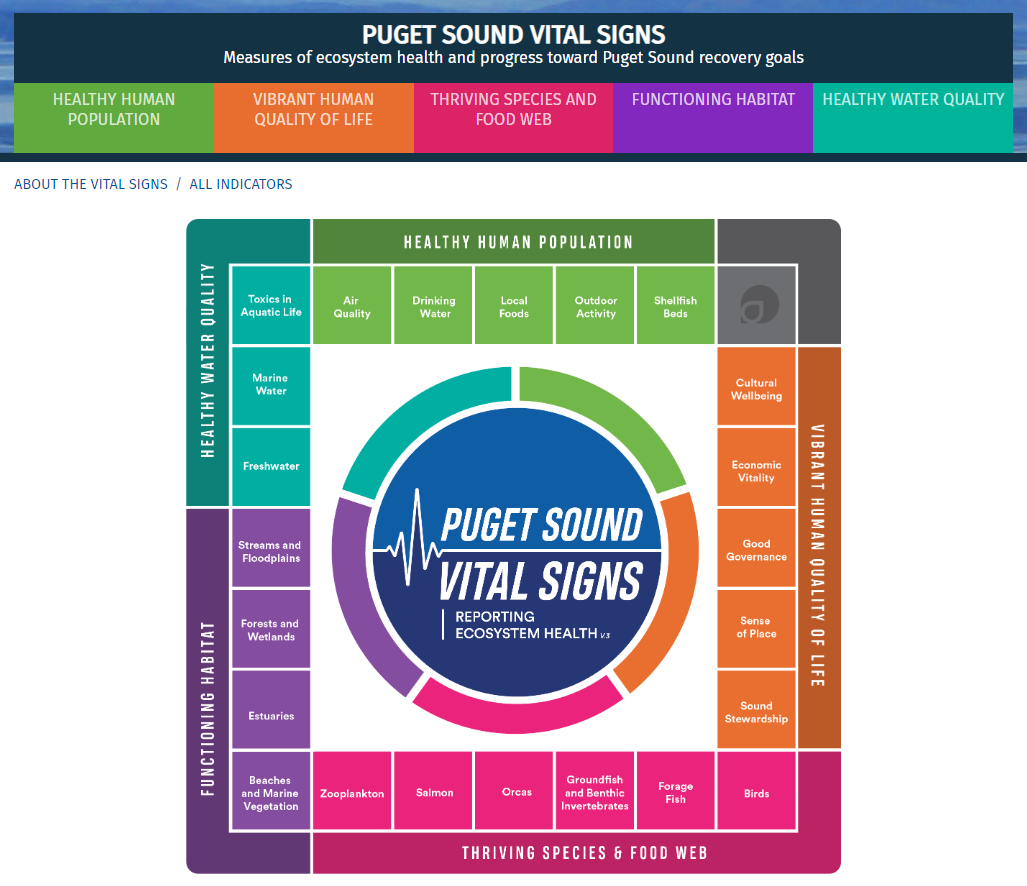 PUGET SOUND VITAL SIGNS
Measures of ecosystem health and progress toward Puget Sound recovery goals
HEALTHY HUMAN
POPULATION
VIBRANT HUMAN
QUALITY OF LIFE
THRIVING SPECIES AND
FOOD WEB
FUNCTIONING HABITAT
HEALTHY WATER QUALITY
ABOUT THE VITAL SIGNS / ALL INDICATORS
HEALTHY HUMAN POPULATION
HEALTHY WATER QUALITY
Toxics in
Aquatic Life
Air
Quality
Drinking
Water
Local
Foods
Outdoor
Activity
Shellfish
Beds
Marine
Water
Freshwater
Cultural
Wellbeing
Economic
Vitality
Good
Governance
Sense
of Place
Sound
Stewardship
VIBRANT HUMAN QUALITY OF LIFE
PUGET SOUND
VITAL SIGNS
REPORTING
ECOSYSTEM HEALTH V.3
FUNCTIONING HABITAT
Streams and
Floodplains
Forests and
Wetlands
Estuaries
Beaches
and Marine
Vegetation
Zooplankton
Salmon
Orcas
Groundfish
and Benthic
Invertebrates
Forage
Fish
Birds
THRIVING SPECIES & FOOD WEB